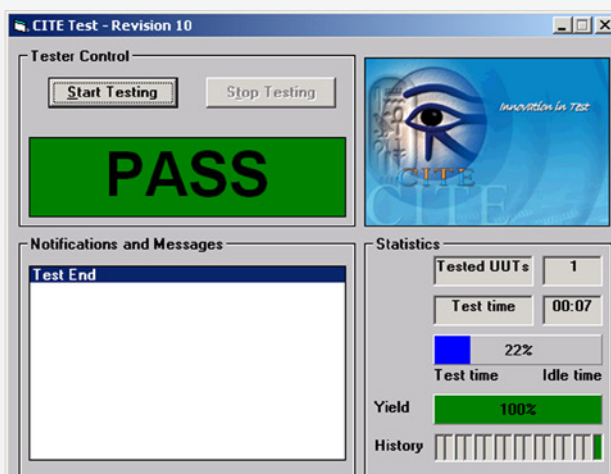 CITE Test - Revision 10
Tester Control
Start Testing
Stop Testing
PASS
Innovation in Test
CITE
CITE
Notifications and Messages
Test End
Statistics
Tested UUTs 1
Test time 00:07
22%
Test time Idle time
Yield 100%
History